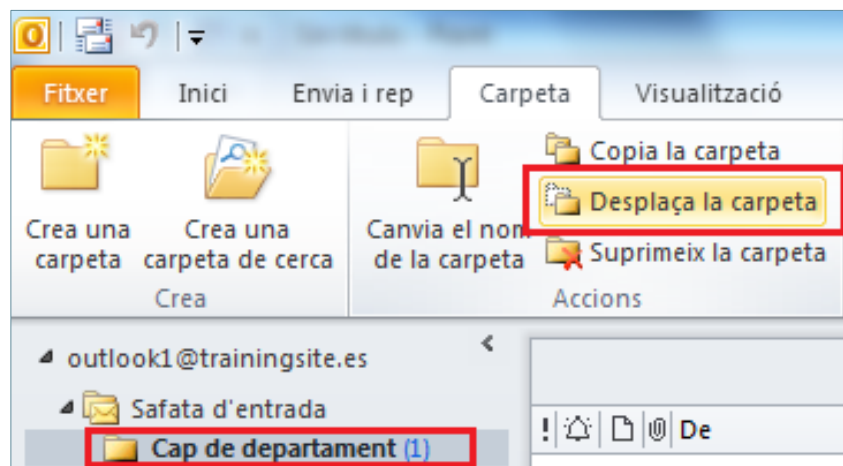 Fitxer Inici Envia i rep Carpeta Visualització
Crea una carpeta
Crea una carpeta de cerca
Canvia el nom de la carpeta
Copia la carpeta
Desplaça la carpeta
Suprimeix la carpeta
Crea
Accions
outlook1@trainingsite.es
Safata d'entrada
Cap de departament (1)
! De